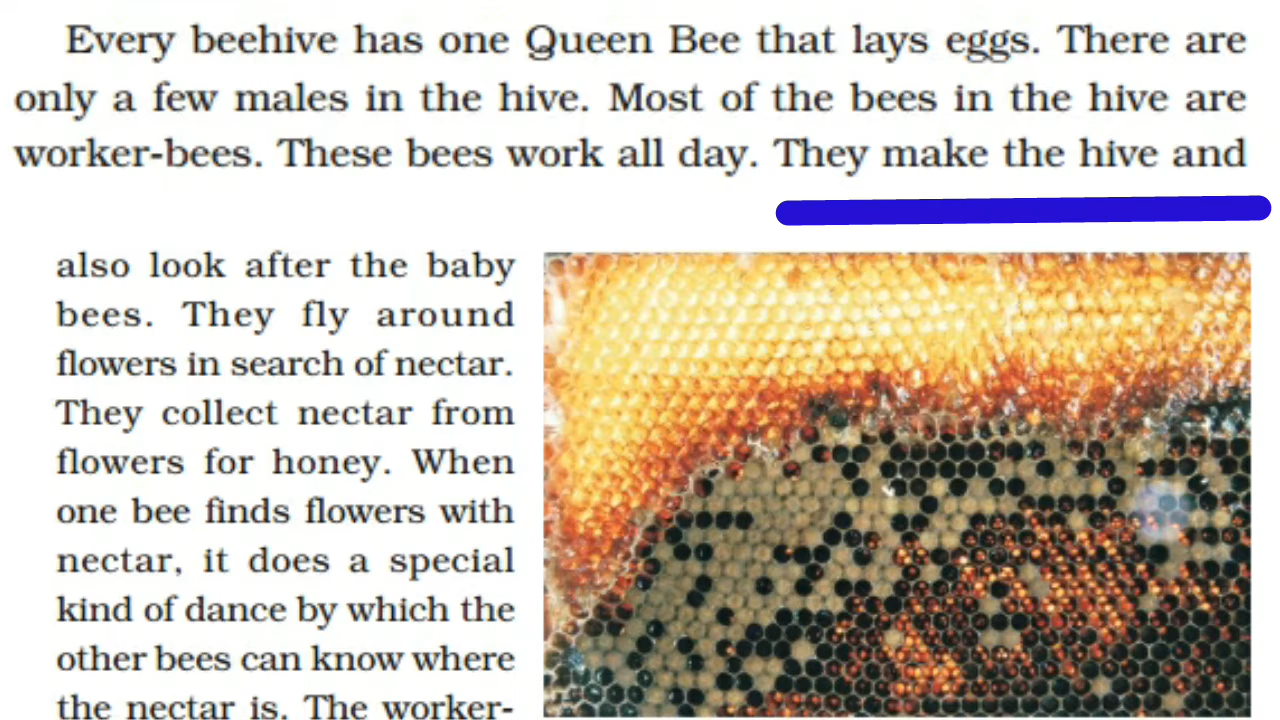 Every beehive has one Queen Bee that lays eggs. There are
only a few males in the hive. Most of the bees in the hive are
worker-bees. These bees work all day. They make the hive and
also look after the baby
bees. They fly around
flowers in search of nectar.
They collect nectar from
flowers for honey. When
one bee finds flowers with
nectar, it does a special
kind of dance by which the
other bees can know where
the nectar is. The worker-